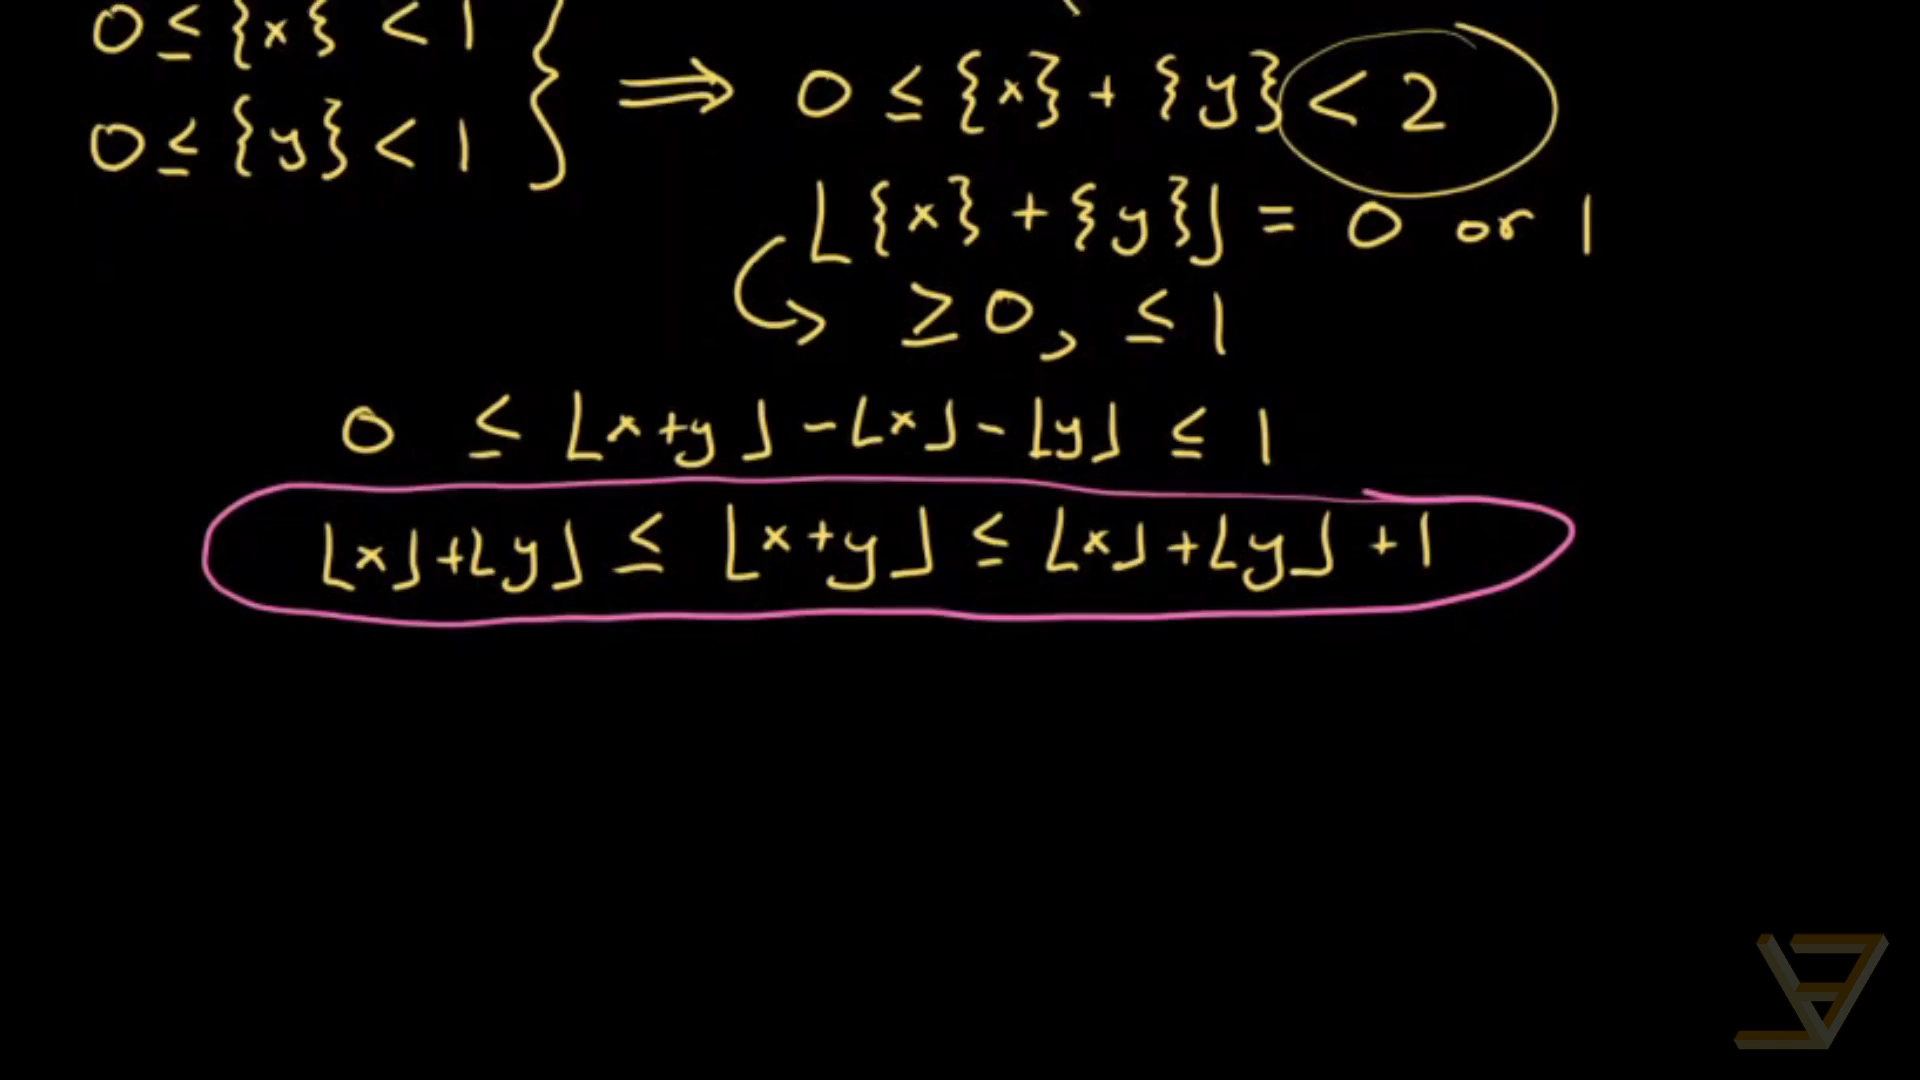 0 ≤ {x} < 1
0 ≤ {y} < 1
⟹ 0 ≤ {x} + {y} < 2
⌊{x} + {y}⌋ = 0 or 1
≥ 0, ≤ 1
0 ≤ ⌊x+y⌋ - ⌊x⌋ - ⌊y⌋ ≤ 1
⌊x⌋ + ⌊y⌋ ≤ ⌊x+y⌋ ≤ ⌊x⌋ + ⌊y⌋ + 1